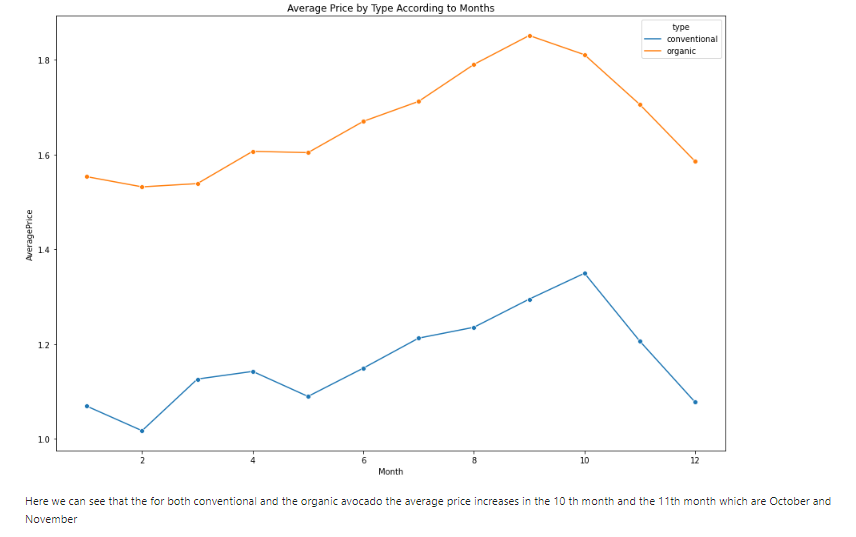 Average Price by Type According to Months
type
conventional
organic
1.8
1.6
1.4
1.2
1.0
AveragePrice
2 4 6 8 10 12
Month
Here we can see that the for both conventional and the organic avocado the average price increases in the 10 th month and the 11th month which are October and
November